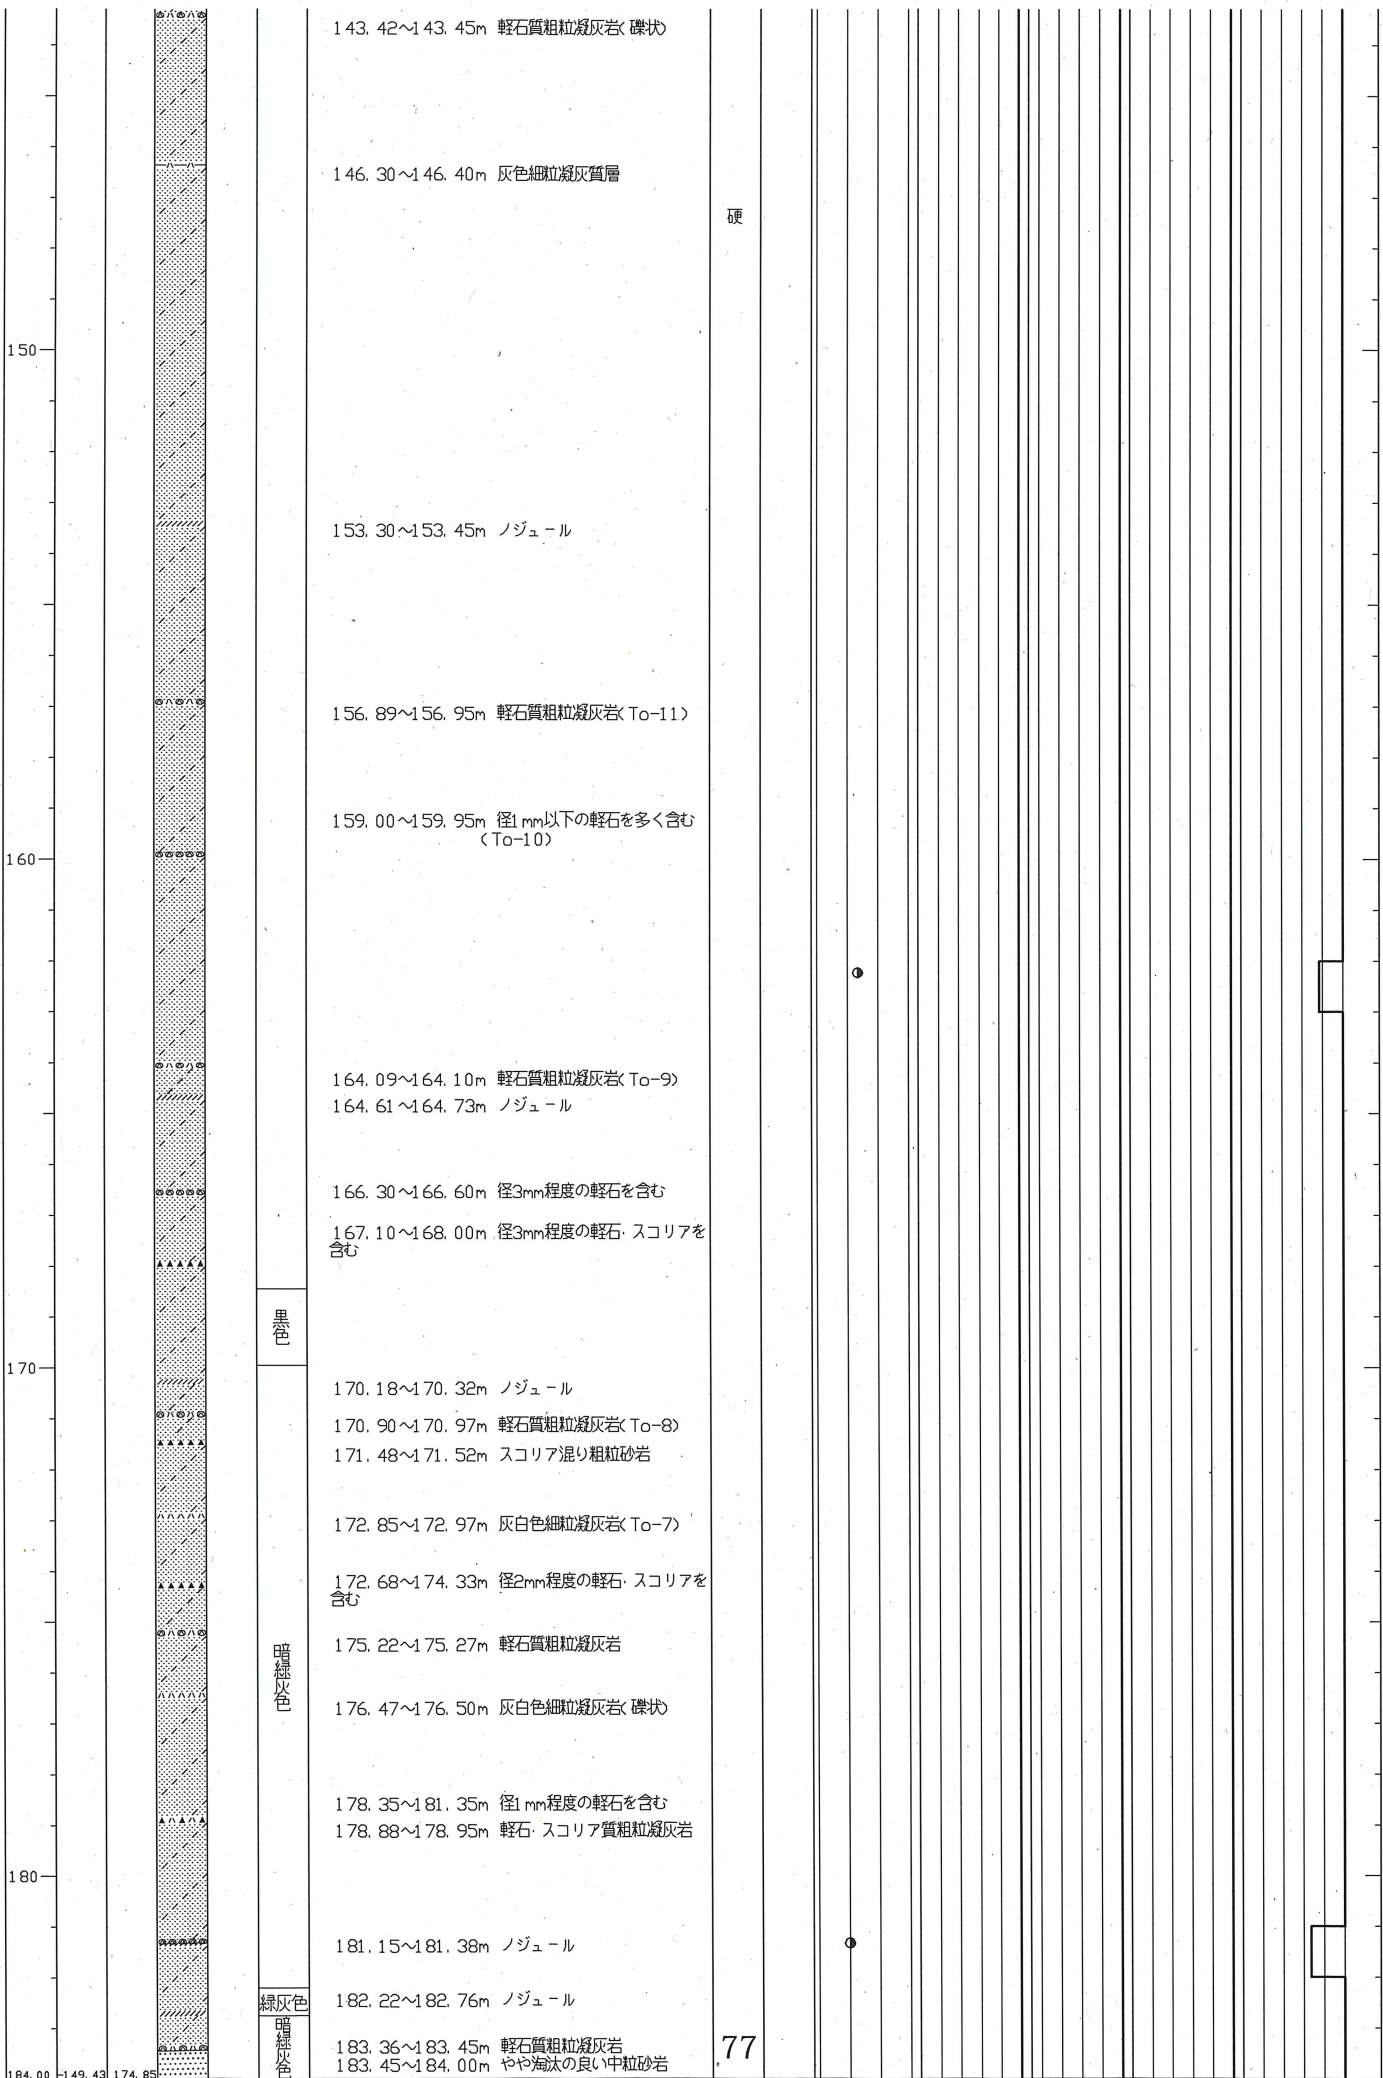 143.42～143.45m 軽石質粗粒凝灰岩(礫状)
146.30～146.40m 灰色細粒凝灰質層
硬
150
153.30～153.45m ノジュール
156.89～156.95m 軽石質粗粒凝灰岩(To-11)
159.00～159.95m 径1mm以下の軽石を多く含む
(To-10)
160
164.09～164.10m 軽石質粗粒凝灰岩(To-9)
164.61～164.73m ノジュール
166.30～166.60m 径3mm程度の軽石を含む
167.10～168.00m 径3mm程度の軽石・スコリアを
含む
黒色
170
170.18～170.32m ノジュール
170.90～170.97m 軽石質粗粒凝灰岩(To-8)
171.48～171.52m スコリア混り粗粒砂岩
172.85～172.97m 灰白色細粒凝灰岩(To-7)
172.68～174.33m 径2mm程度の軽石・スコリアを
含む
175.22～175.27m 軽石質粗粒凝灰岩
暗緑灰色
176.47～176.50m 灰白色細粒凝灰岩(礫状)
178.35～181.35m 径1mm程度の軽石を含む
178.88～178.95m 軽石・スコリア質粗粒凝灰岩
180
181.15～181.38m ノジュール
緑灰色
182.22～182.76m ノジュール
暗緑灰色
183.36～183.45m 軽石質粗粒凝灰岩
77
183.45～184.00m やや淘汰の良い中粒砂岩
184.00 -149.43 174.85